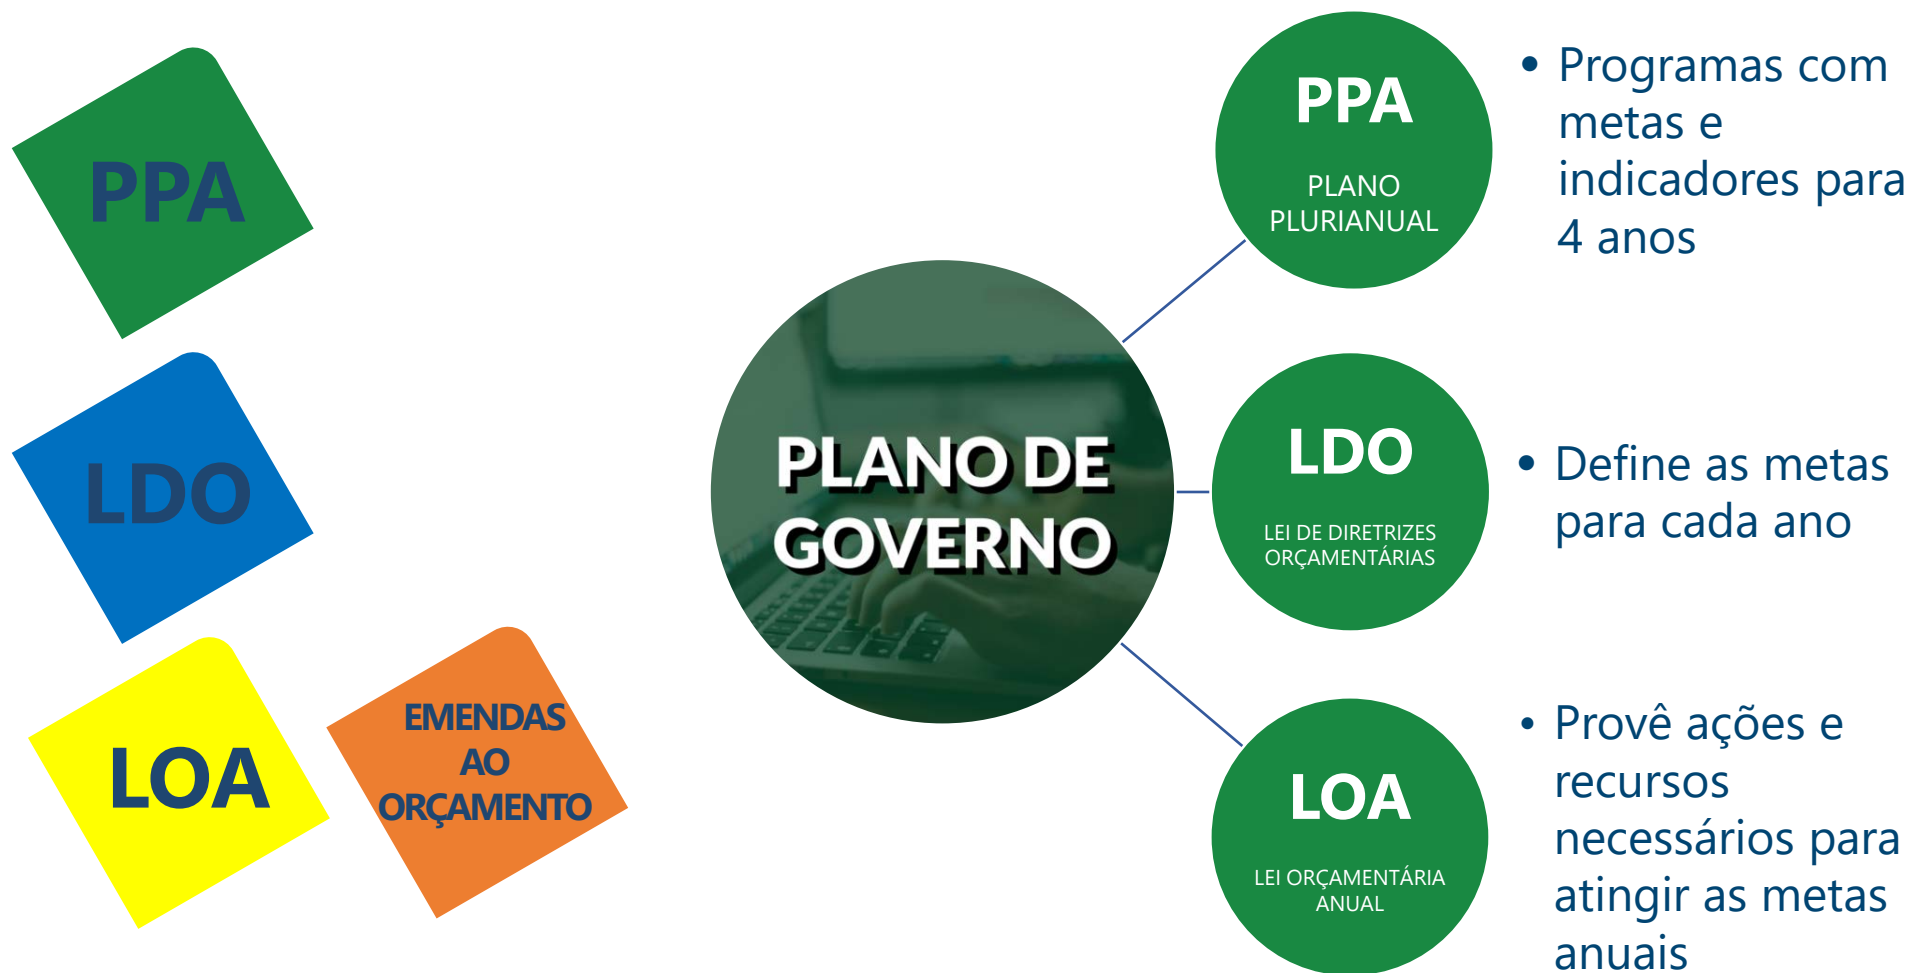 PPA
LDO
LOA
EMENDAS
AO
ORÇAMENTO
PLANO DE
GOVERNO
PPA
PLANO
PLURIANUAL
• Programas com
metas e
indicadores para
4 anos
LDO
LEI DE DIRETRIZES
ORÇAMENTÁRIAS
• Define as metas
para cada ano
LOA
LEI ORÇAMENTÁRIA
ANUAL
• Provê ações e
recursos
necessários para
atingir as metas
anuais